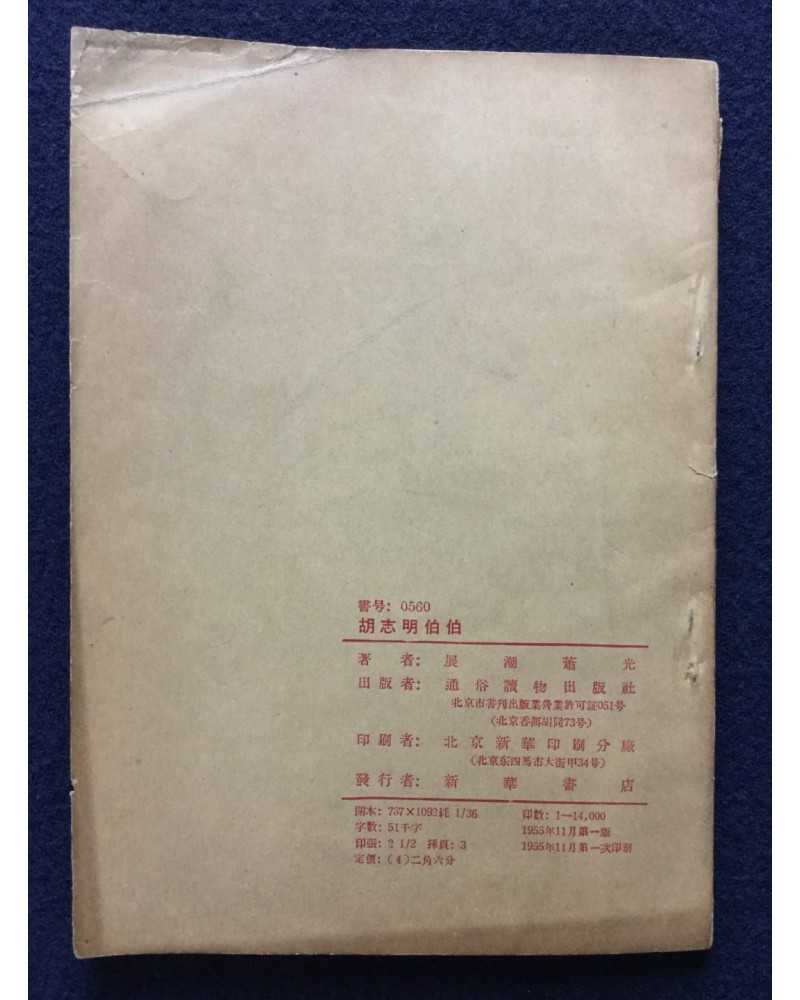 書号: 0560
胡志明伯伯
著者: 展潮 蕭光
出版者: 通俗讀物出版社
北京市書刊出版業營業許可証051号
(北京香餌胡同73号)
印刷者: 北京新華印刷分廠
(北京东四馬市大街甲34号)
發行者: 新華書店
開本: 737×1092耗 1/36
字數: 51千字
印張: 2 1/2 揷頁: 3
定價: (4)二角六分
印數: 1—14,000
1955年11月第一版
1955年11月第一次印刷